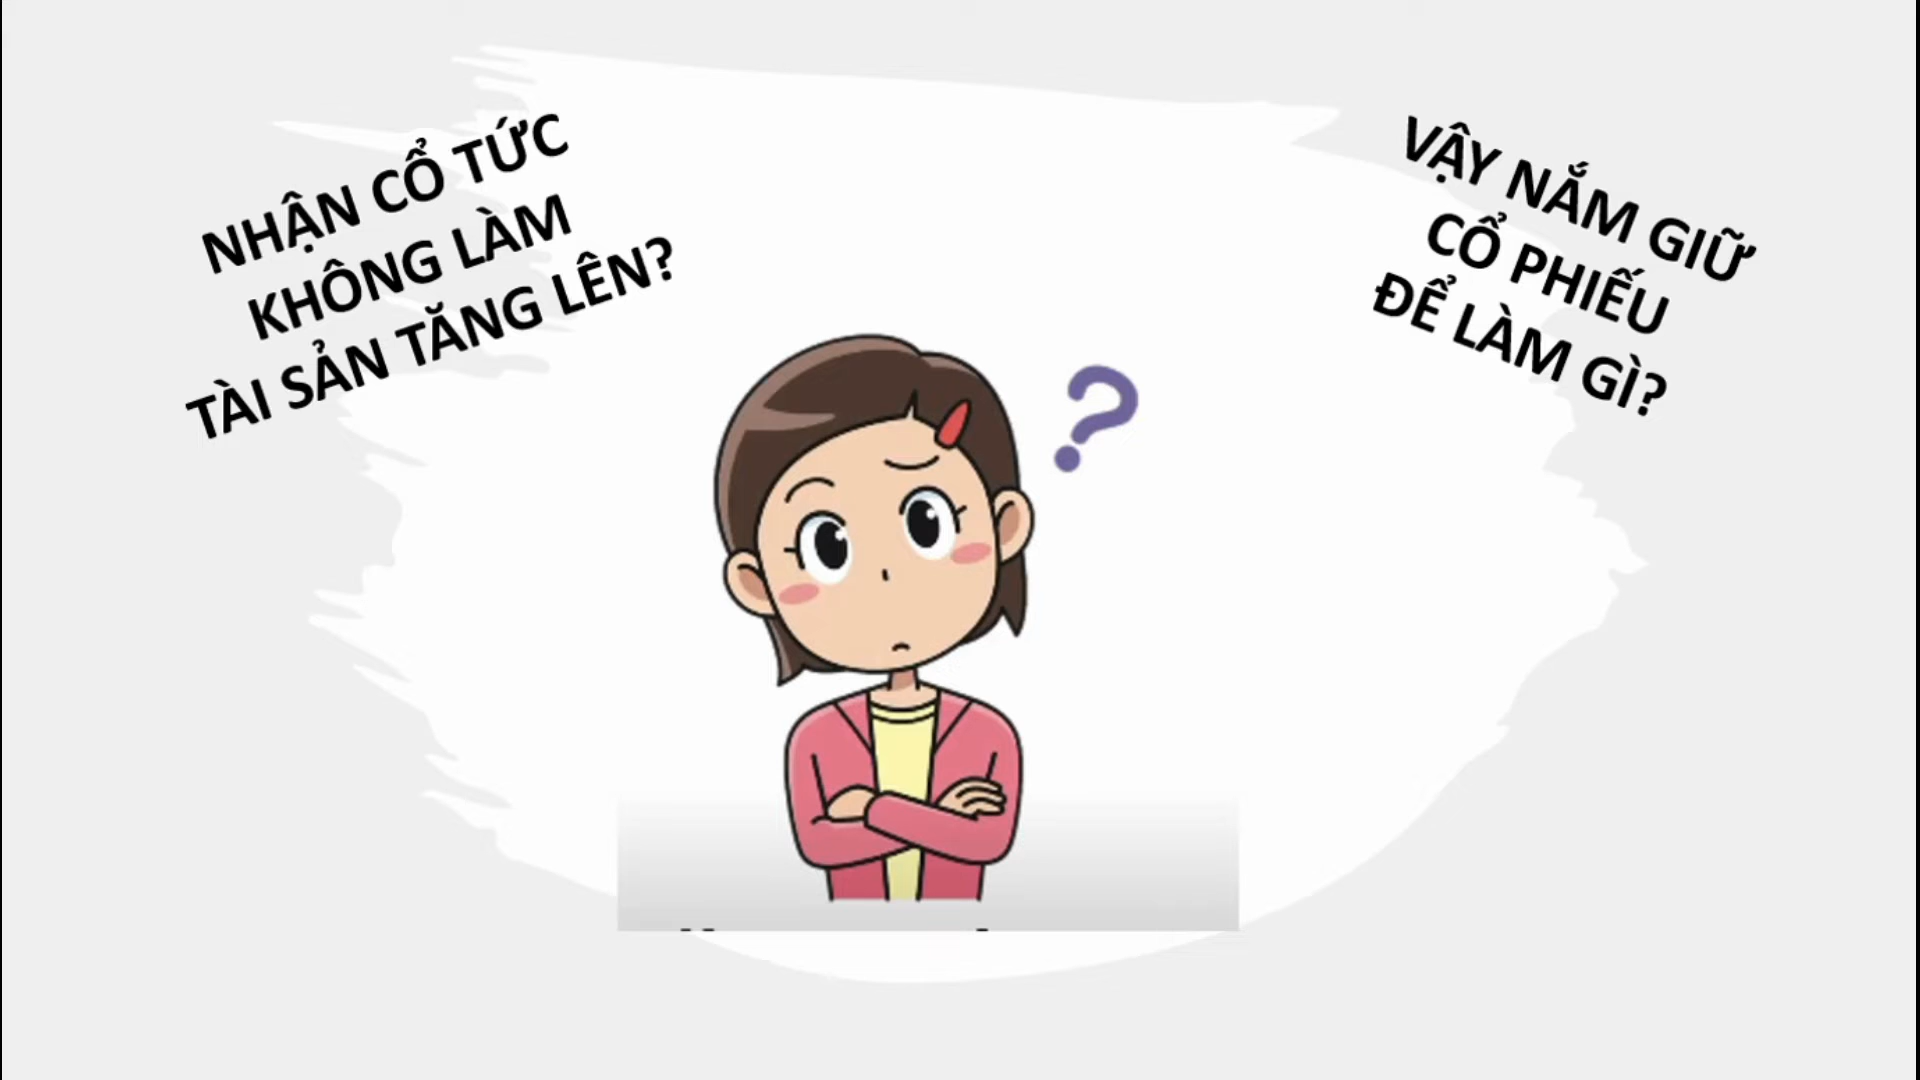 NHẬN CỔ TỨC
KHÔNG LÀM
TÀI SẢN TĂNG LÊN?
VẬY NẮM GIỮ
CỔ PHIẾU
ĐỂ LÀM GÌ?
?